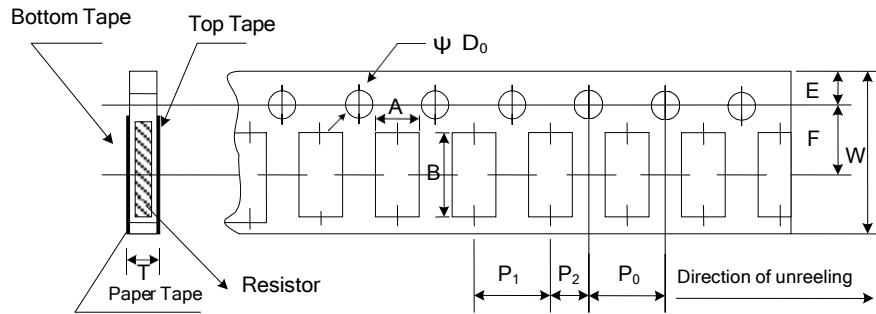 Bottom Tape
Top Tape
ψ D₀
A
E
F
W
B
T
Resistor
Paper Tape
P₁
P₂
P₀
Direction of unreeling